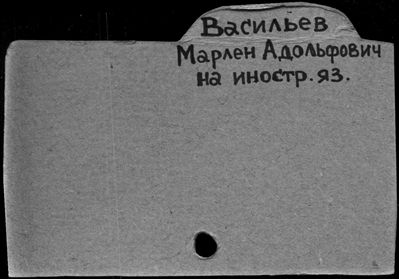 Васильев
Марлен Адольфович
на иностр. яз.